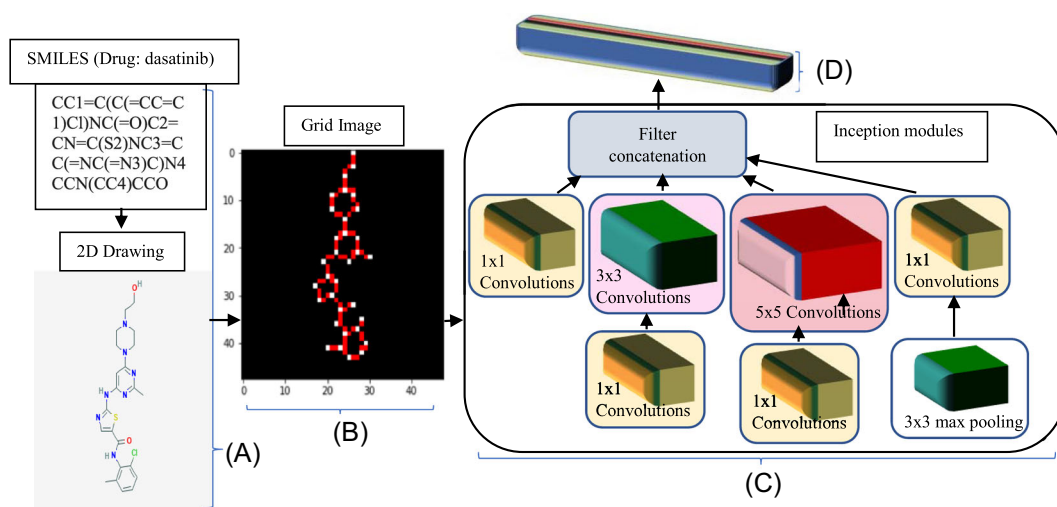 SMILES (Drug: dasatinib)
CC1=C(C(=CC=C
1)Cl)NC(=O)C2=
CN=C(S2)NC3=C
C(=NC(=N3)C)N4
CCN(CC4)CCO
2D Drawing
H
O
N
N
N
H
N
N
N
S
O
N
H
Cl
(A)
Grid Image
0
10
20
30
40
0
10
20
30
40
(B)
(D)
Filter
concatenation
Inception modules
1x1
Convolutions
3x3
Convolutions
5x5 Convolutions
1x1
Convolutions
1x1
Convolutions
1x1
Convolutions
3x3 max pooling
(C)